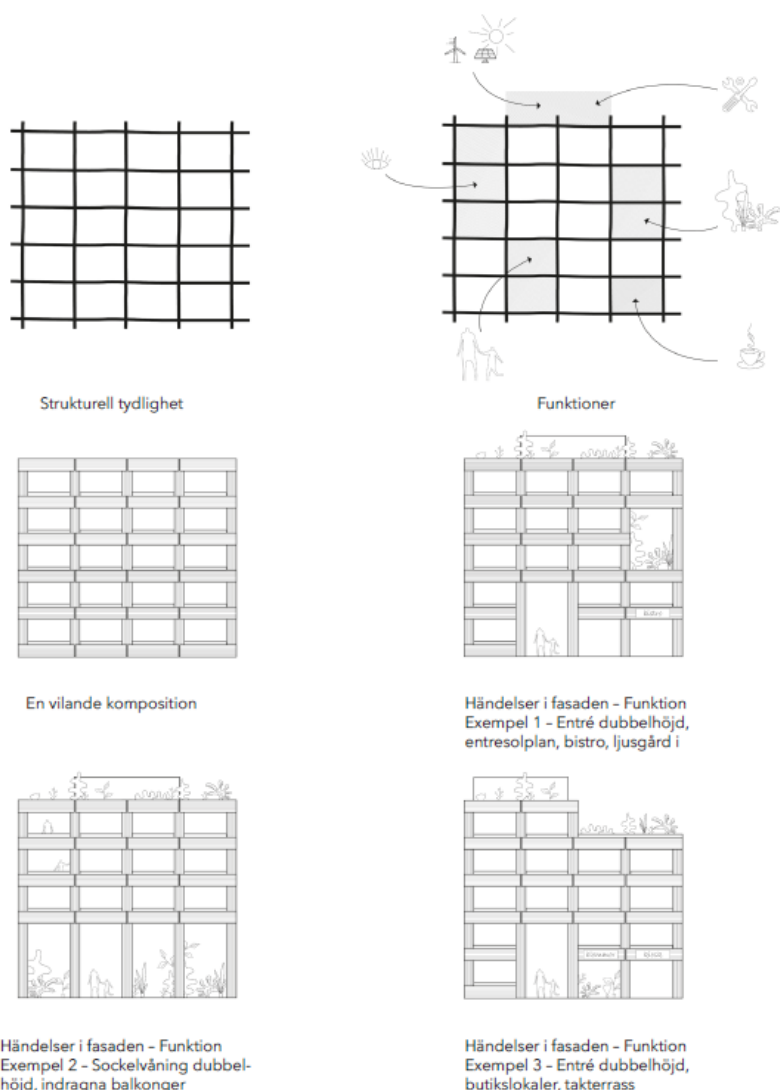 Strukturell tydlighet
Funktioner
En vilande komposition
Bistro
Händelser i fasaden – Funktion
Exempel 1 – Entré dubbelhöjd,
entresolplan, bistro, ljusgård i
Händelser i fasaden – Funktion
Exempel 2 – Sockelvåning dubbel-
höjd, indragna balkonger
Händelser i fasaden – Funktion
Exempel 3 – Entré dubbelhöjd,
butikslokaler, takterrass